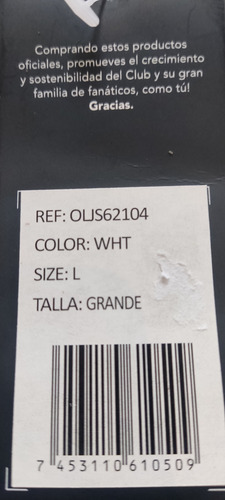 Comprando estos productos
oficiales, promueves el crecimiento
y sostenibilidad del Club y su gran
familia de fanáticos, como tú!
Gracias.
REF: OLJS62104
COLOR: WHT
SIZE: L
TALLA: GRANDE
7 453110 610509